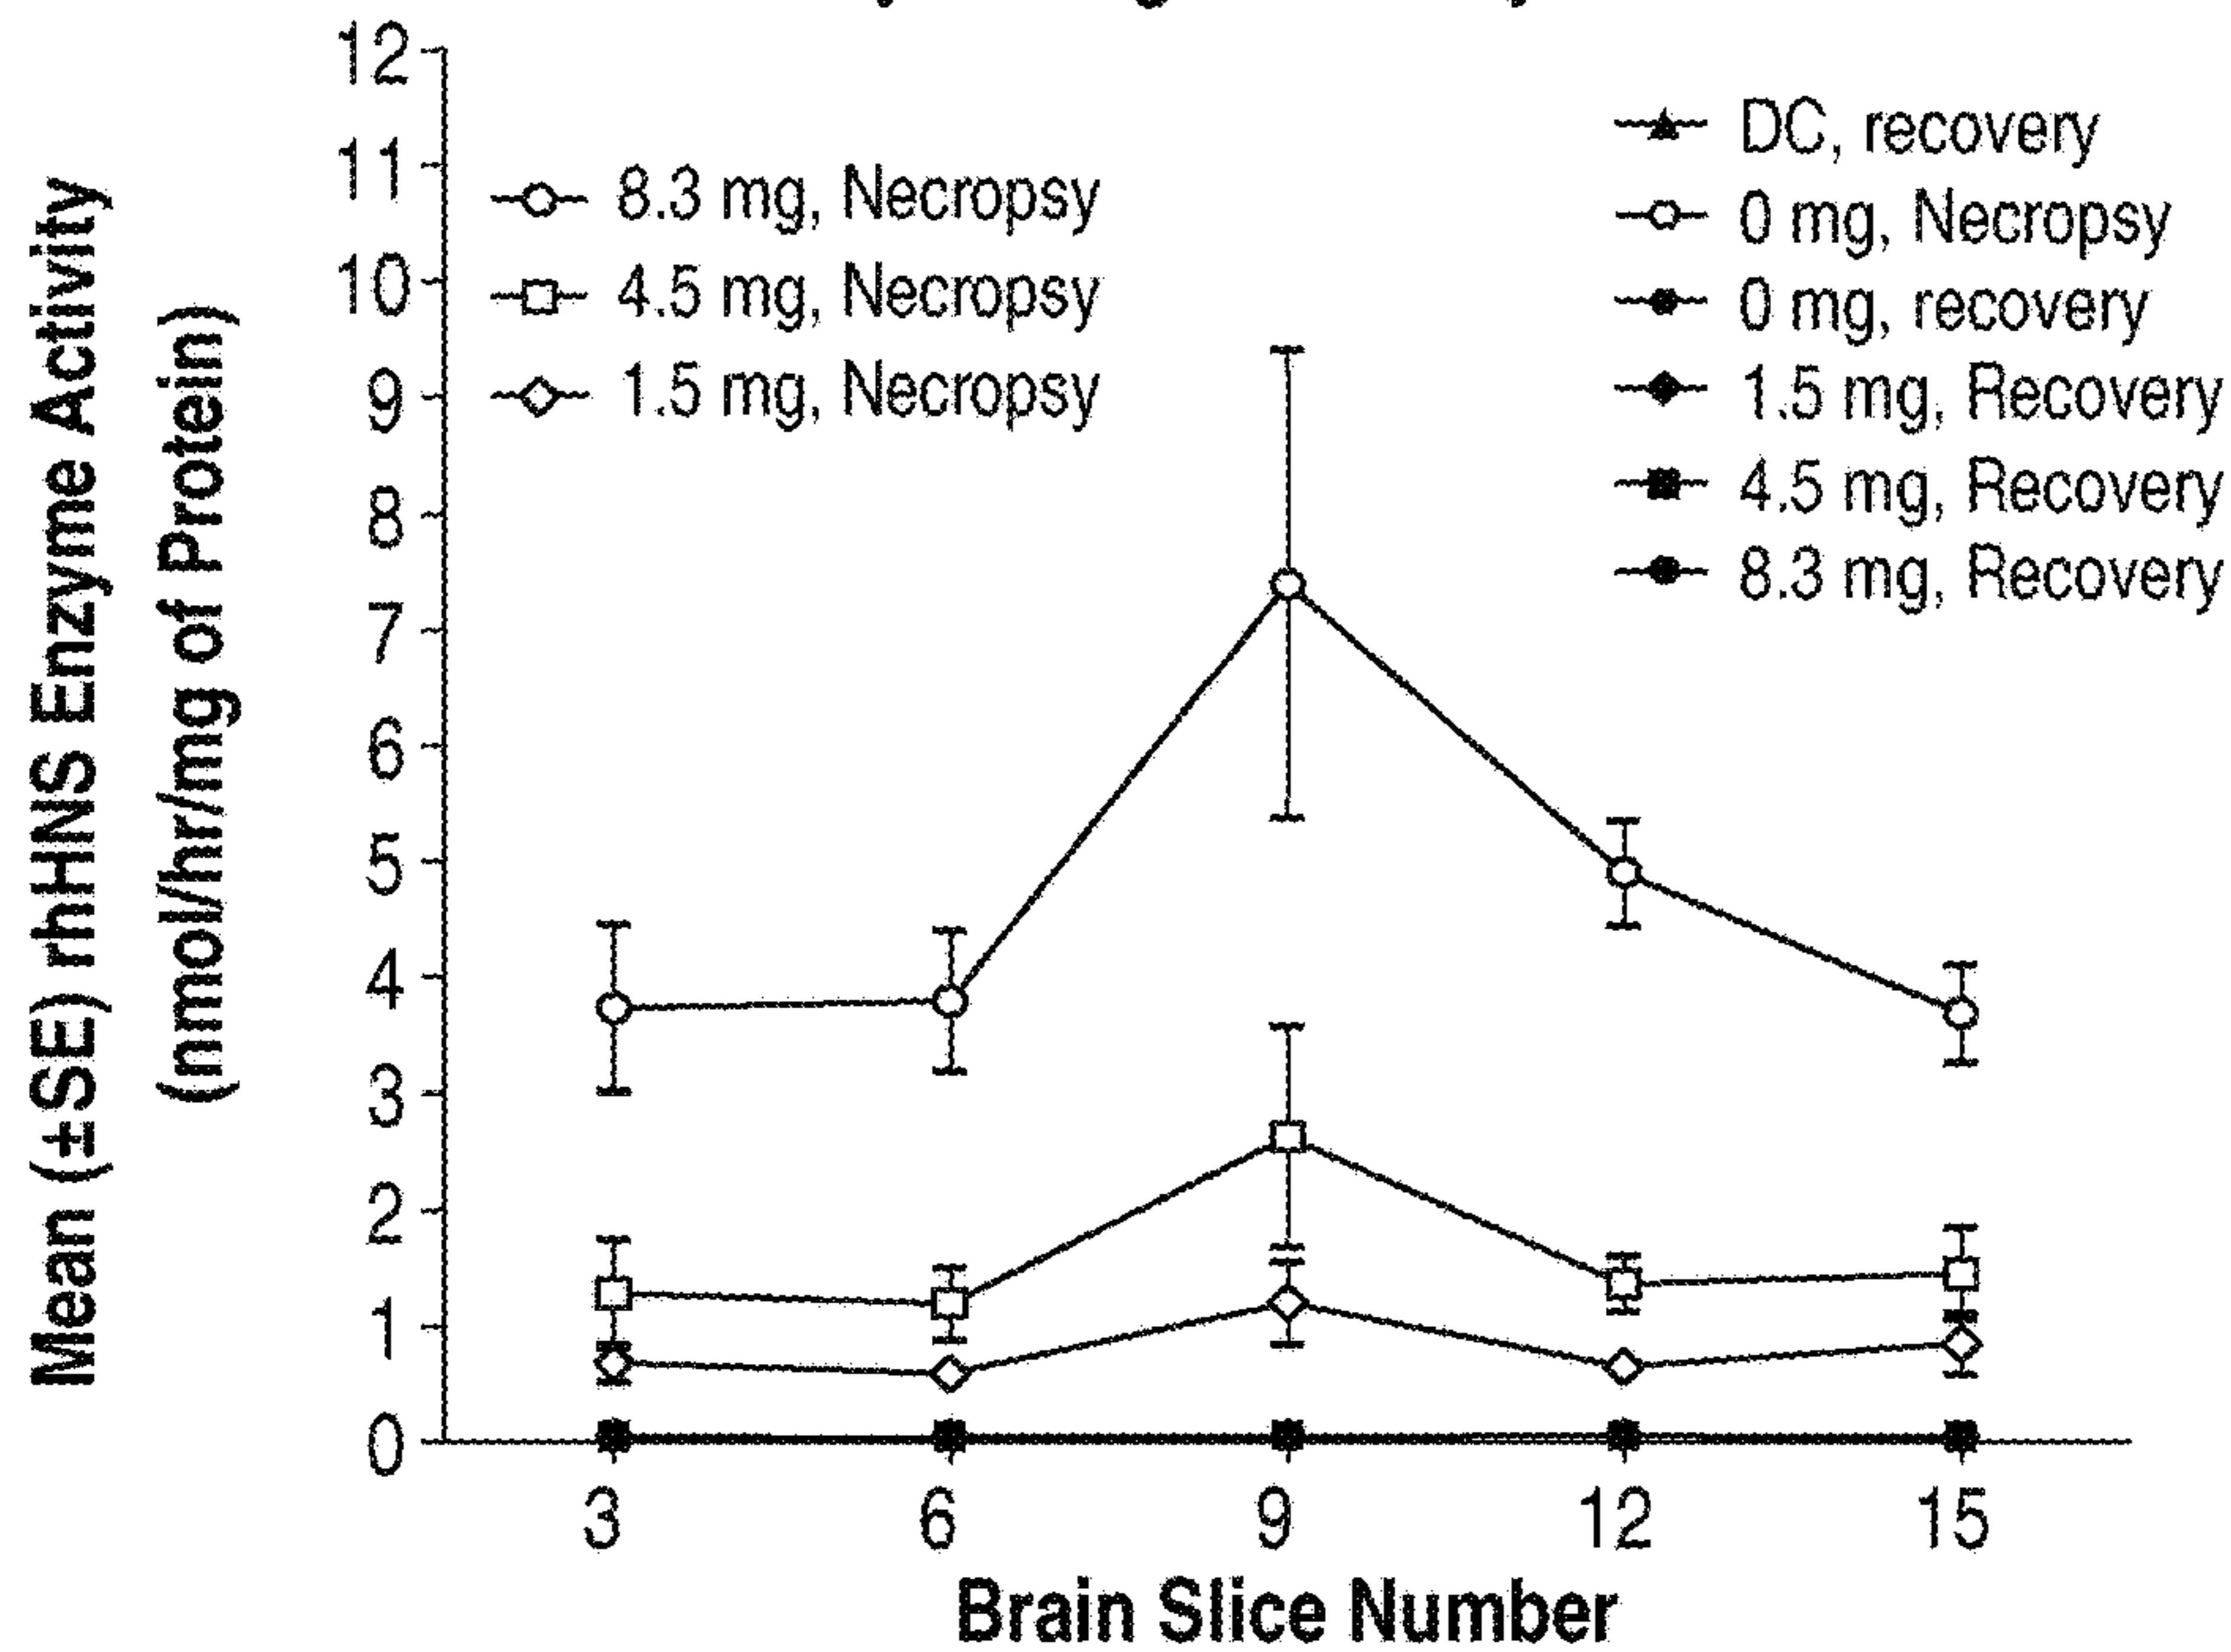 Mean (±SE) rhHNS Enzyme Activity
(nmol/hr/mg of Protein)
12
11
10
9
8
7
6
5
4
3
2
1
0
8.3 mg, Necropsy
4.5 mg, Necropsy
1.5 mg, Necropsy
DC, recovery
0 mg, Necropsy
0 mg, recovery
1.5 mg, Recovery
4.5 mg, Recovery
8.3 mg, Recovery
3 6 9 12 15
Brain Slice Number